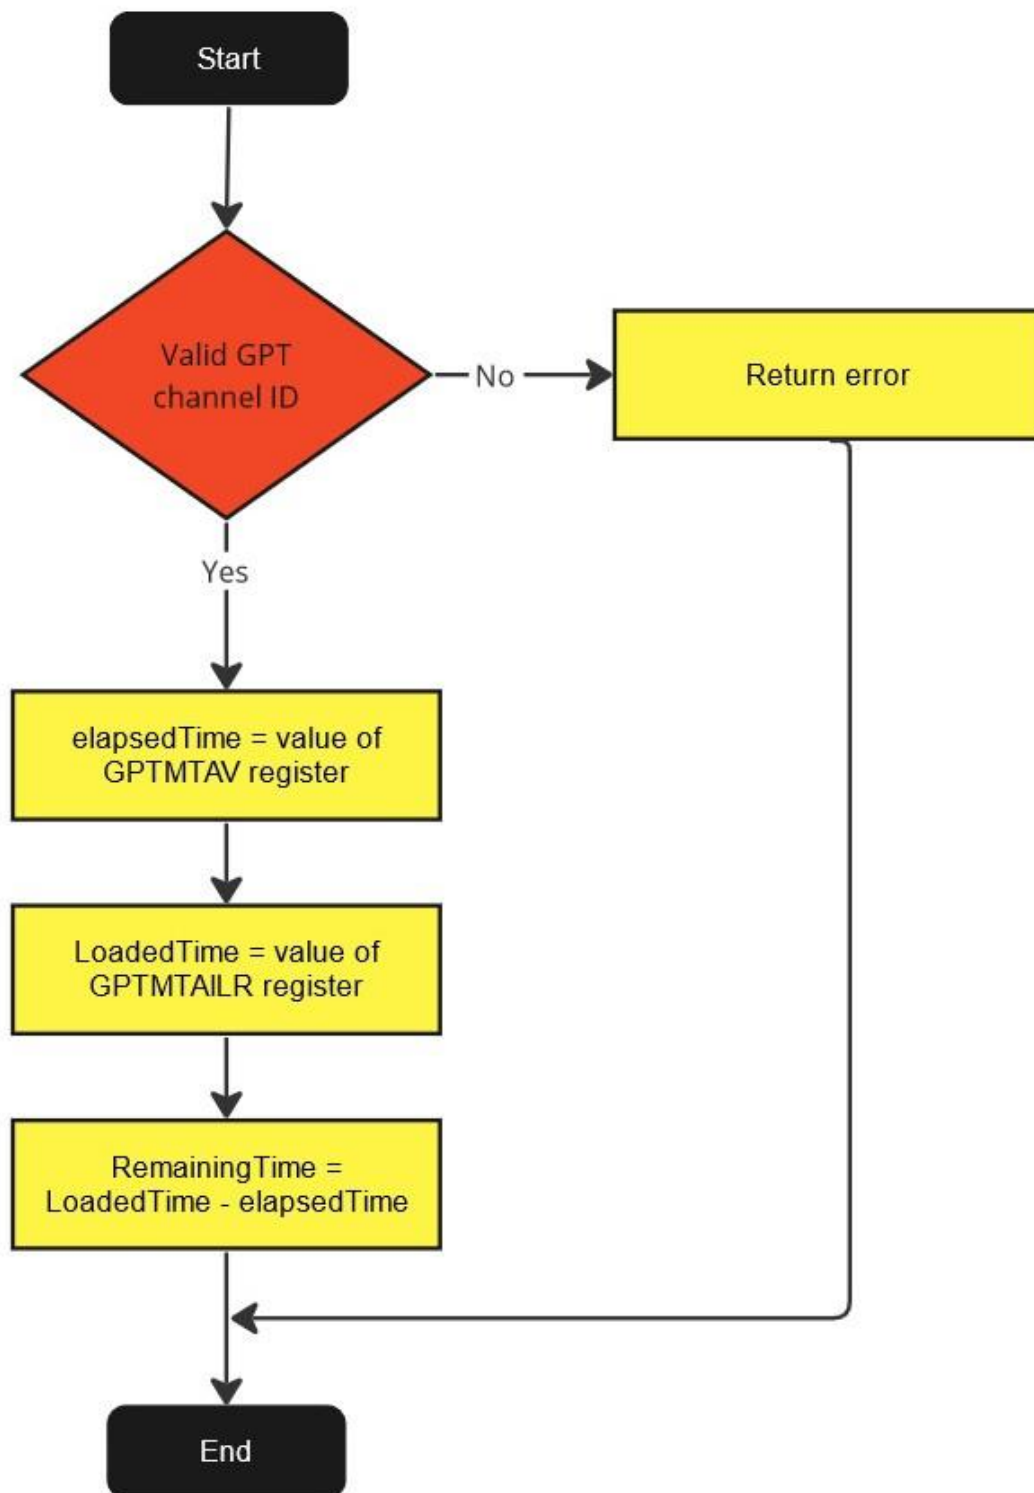 Start
Valid GPT
channel ID
No
Return error
Yes
elapsedTime = value of
GPTMTAV register
LoadedTime = value of
GPTMTAILR register
RemainingTime =
LoadedTime - elapsedTime
End